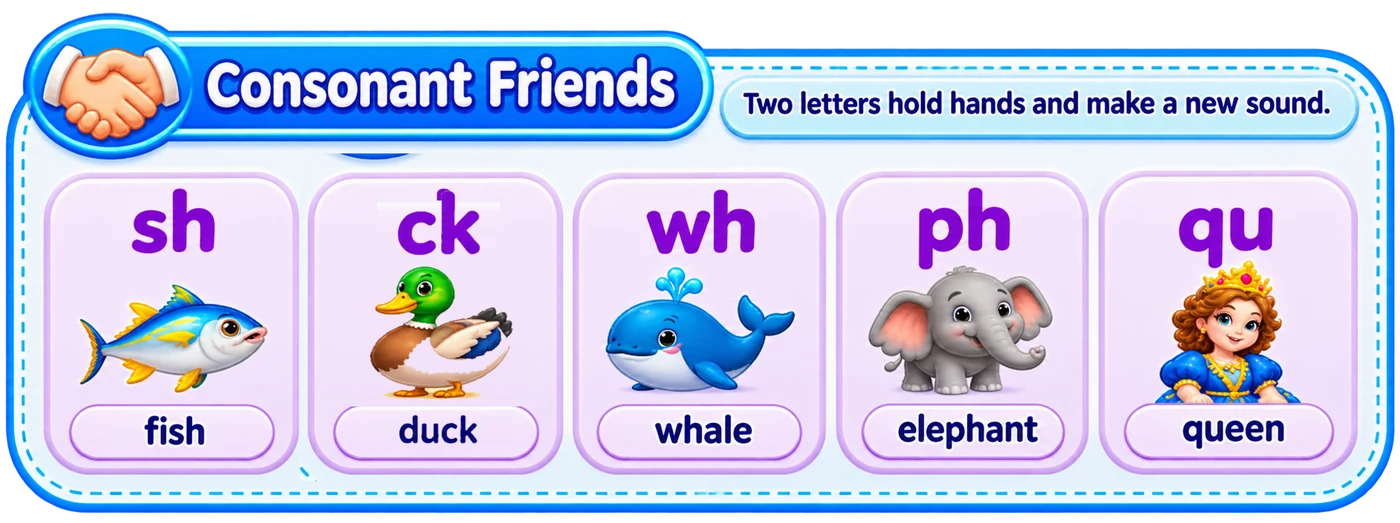 Consonant Friends
Two letters hold hands and make a new sound.
sh
ck
wh
ph
qu
fish
duck
whale
elephant
queen